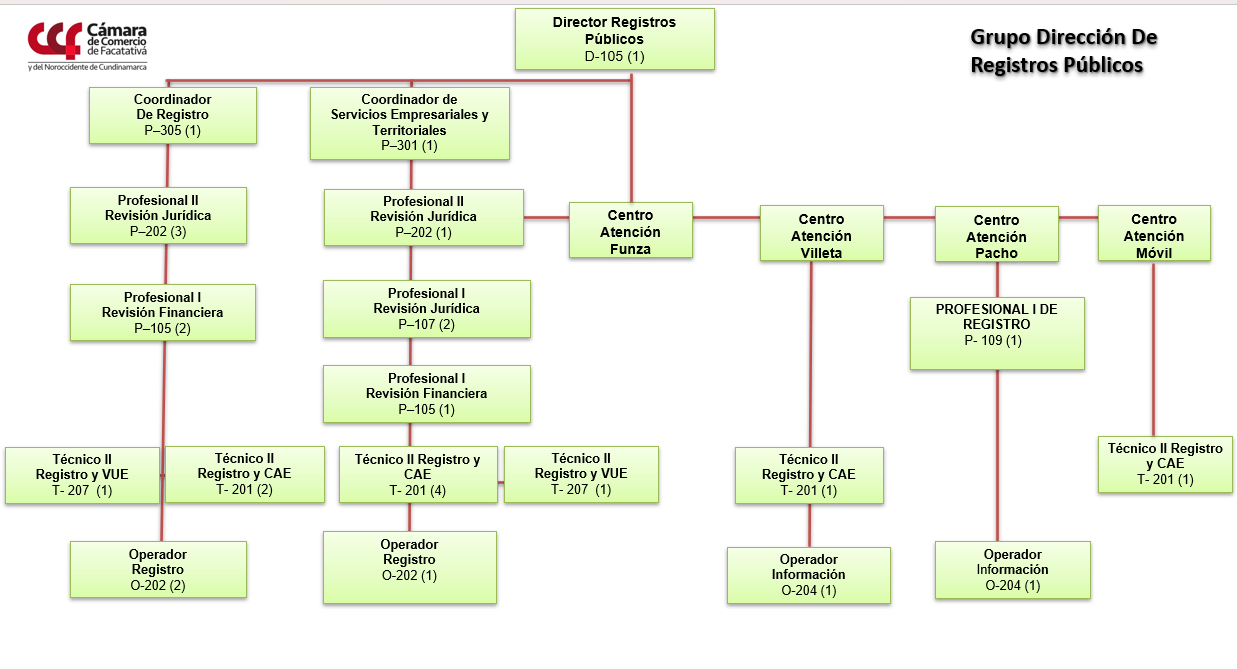 CCF
Cámara
de Comercio
de Facatativá
y del Noroccidente de Cundinamarca
Director Registros
Públicos
D-105 (1)
Grupo Dirección De
Registros Públicos
Coordinador
De Registro
P–305 (1)
Coordinador de
Servicios Empresariales y
Territoriales
P–301 (1)
Profesional II
Revisión Jurídica
P–202 (3)
Profesional II
Revisión Jurídica
P–202 (1)
Centro
Atención
Funza
Centro
Atención
Villeta
Centro
Atención
Pacho
Centro
Atención
Móvil
Profesional I
Revisión Financiera
P–105 (2)
Profesional I
Revisión Jurídica
P–107 (2)
PROFESIONAL I DE
REGISTRO
P- 109 (1)
Profesional I
Revisión Financiera
P–105 (1)
Técnico II
Registro y VUE
T- 207 (1)
Técnico II
Registro y CAE
T- 201 (2)
Técnico II Registro y
CAE
T- 201 (4)
Técnico II
Registro y VUE
T- 207 (1)
Técnico II
Registro y CAE
T- 201 (1)
Técnico II Registro
y CAE
T- 201 (1)
Operador
Registro
O-202 (2)
Operador
Registro
O-202 (1)
Operador
Información
O-204 (1)
Operador
Información
O-204 (1)